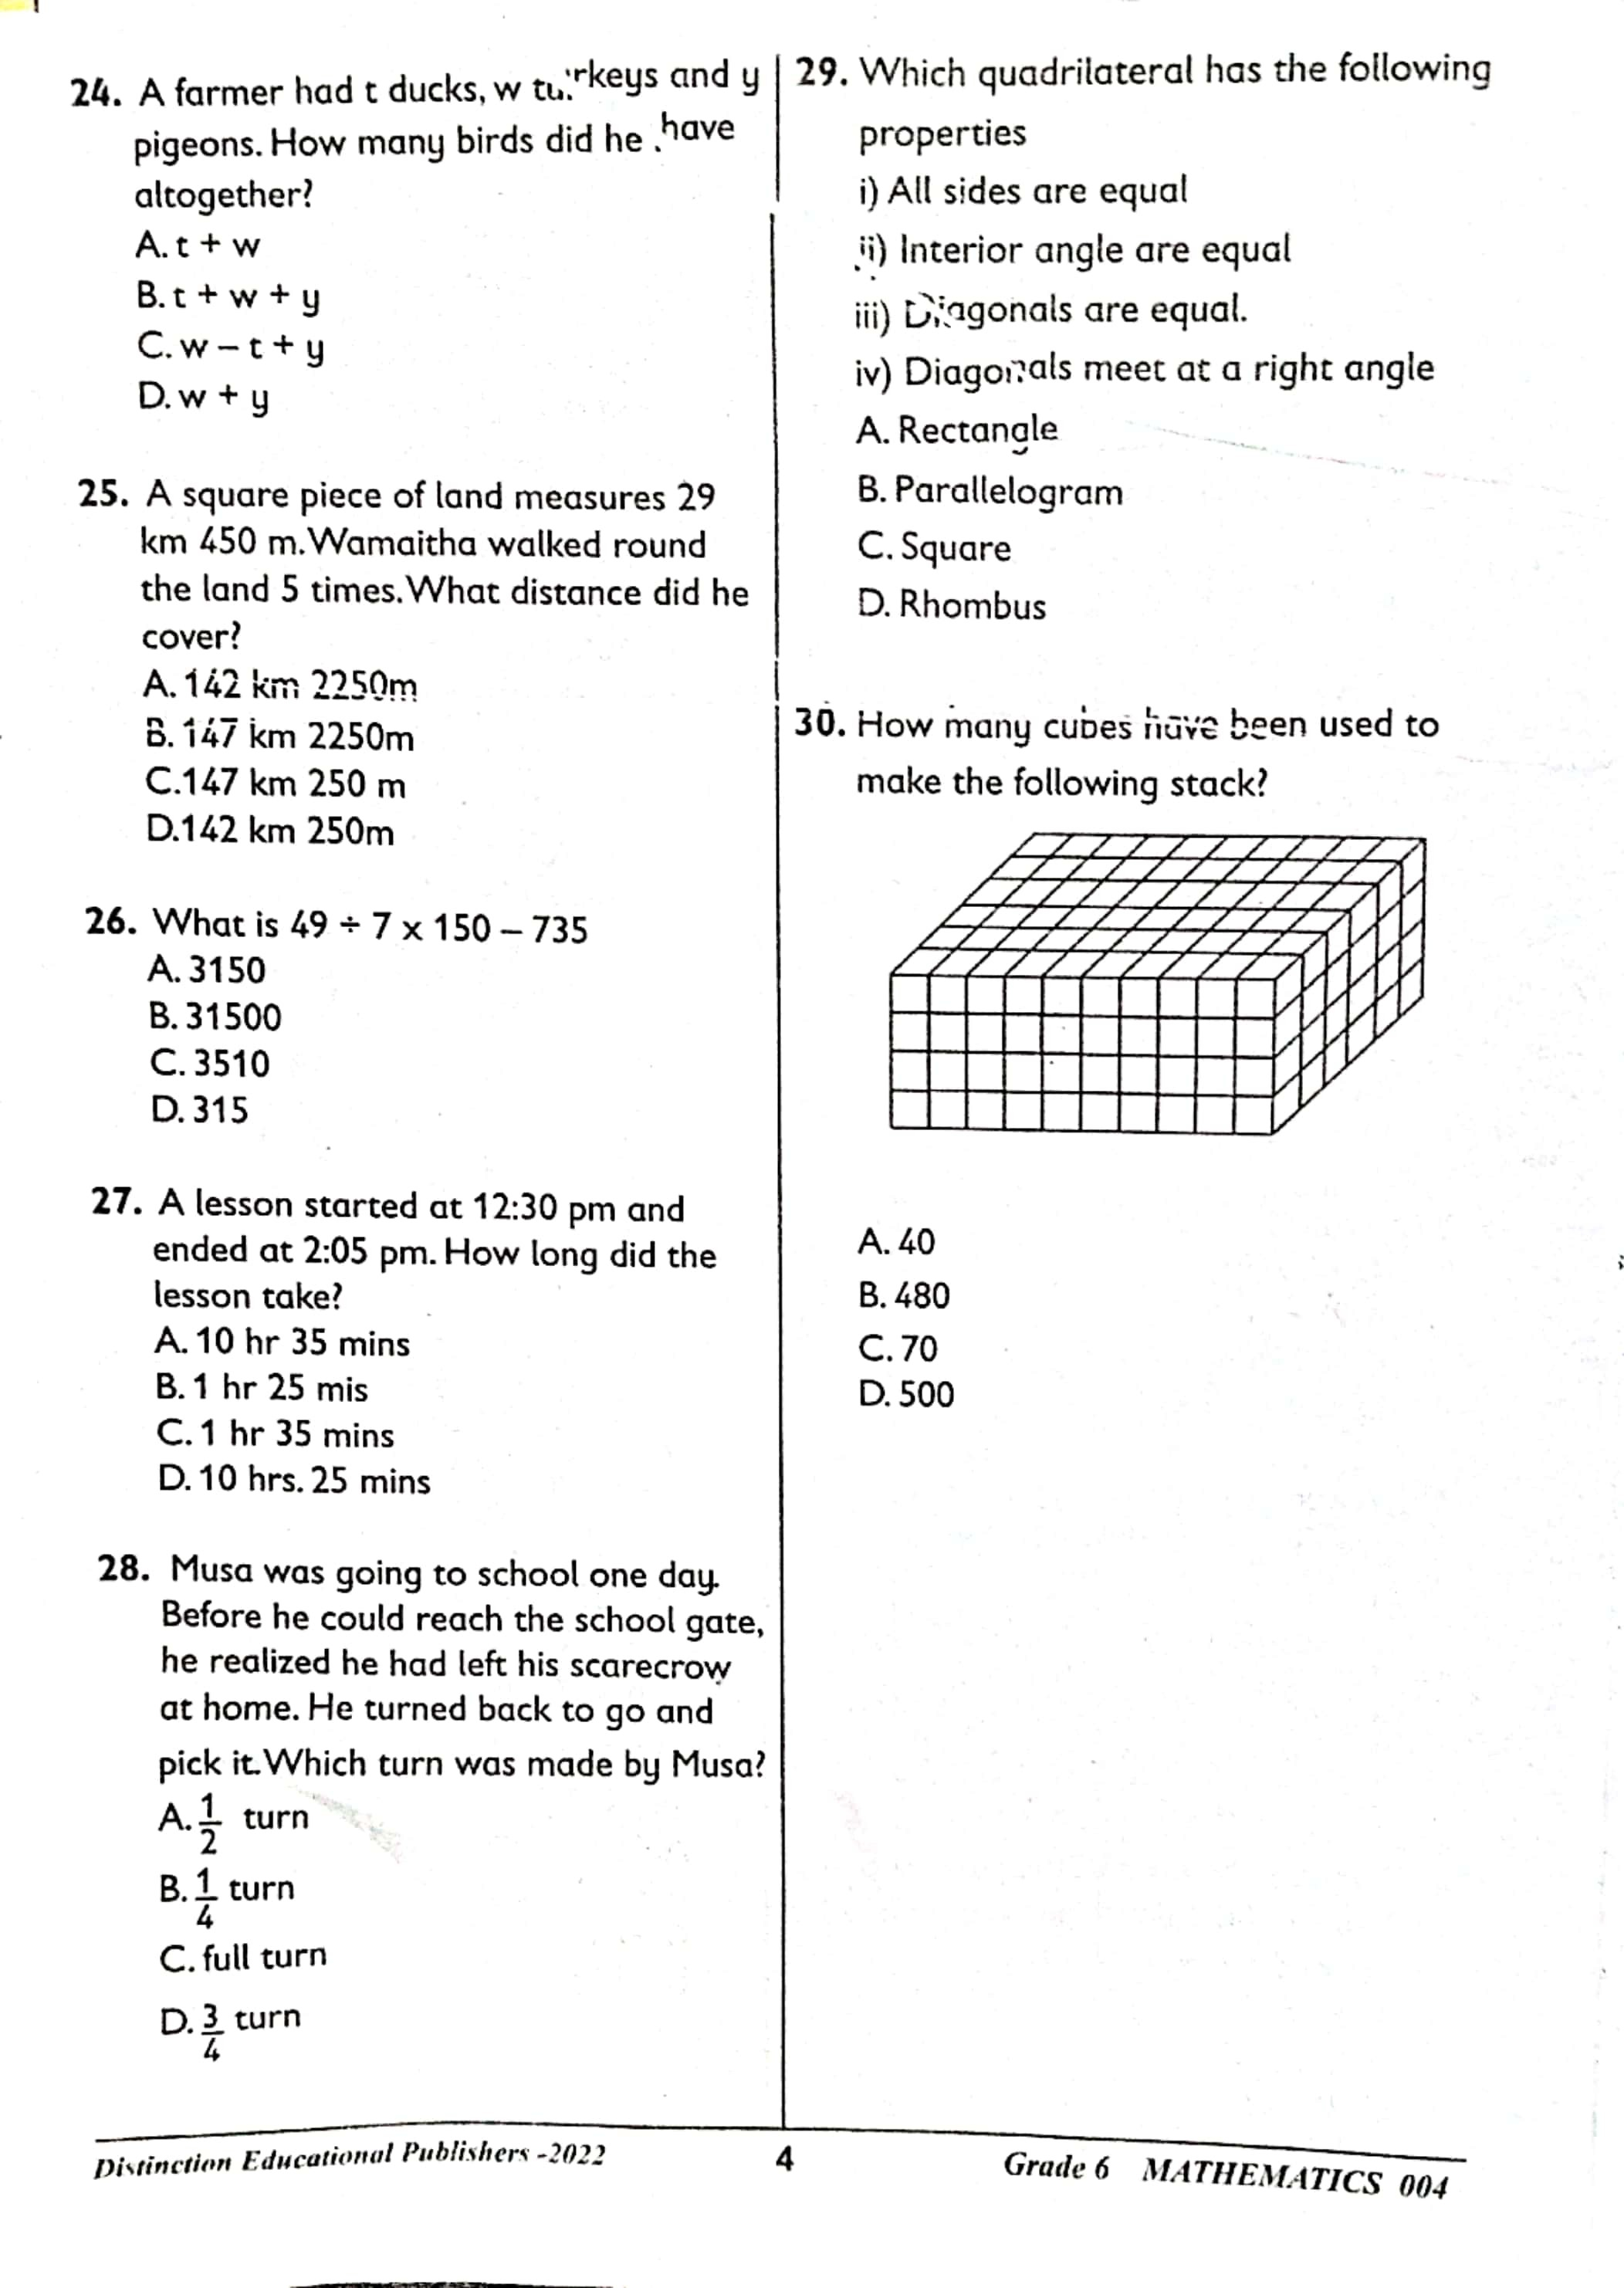 24. A farmer had t ducks, w turkeys and y
pigeons. How many birds did he have
altogether?
A. t + w
B. t + w + y
C. w – t + y
D. w + y
25. A square piece of land measures 29
km 450 m. Wamaitha walked round
the land 5 times. What distance did he
cover?
A. 142 km 2250m
B. 147 km 2250m
C.147 km 250 m
D.142 km 250m
26. What is 49 ÷ 7 x 150 – 735
A. 3150
B. 31500
C. 3510
D. 315
27. A lesson started at 12:30 pm and
ended at 2:05 pm. How long did the
lesson take?
A. 10 hr 35 mins
B. 1 hr 25 mis
C. 1 hr 35 mins
D. 10 hrs. 25 mins
28. Musa was going to school one day.
Before he could reach the school gate,
he realized he had left his scarecrow
at home. He turned back to go and
pick it. Which turn was made by Musa?
A. 1/2 turn
B. 1/4 turn
C. full turn
D. 3/4 turn
29. Which quadrilateral has the following
properties
i) All sides are equal
ii) Interior angle are equal
iii) Diagonals are equal.
iv) Diagonals meet at a right angle
A. Rectangle
B. Parallelogram
C. Square
D. Rhombus
30. How many cubes have been used to
make the following stack?
A. 40
B. 480
C. 70
D. 500
Distinction Educational Publishers -2022
4
Grade 6 MATHEMATICS 004